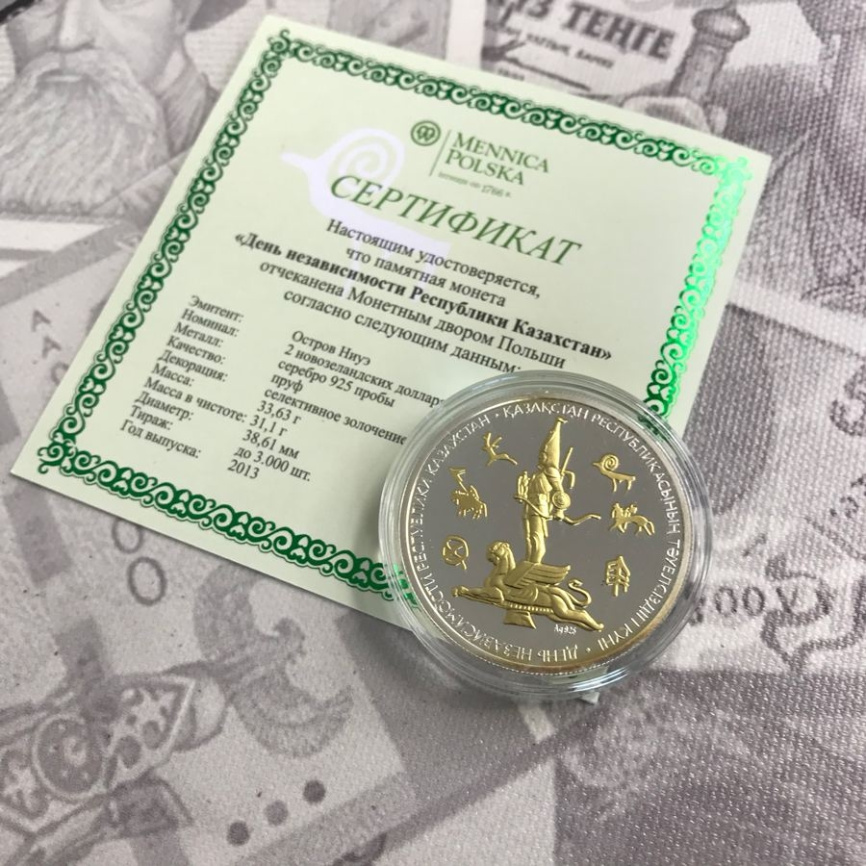 ТЕҢГЕ
MENNICA
POLSKA
СЕРТИФИКАТ
Настоящим удостоверяется,
что памятная монета
«День независимости Республики Казахстан»
отчеканена Монетным двором Польши
согласно следующим данным:
Эмитент: Остров Ниуэ
Номинал: 2 новозеландских доллара
Металл: серебро 925 пробы
Качество: пруф
Декорация: селективное золочение
Масса: 33,63 г
Масса в чистоте: 31,1 г
Диаметр: 38,61 мм
Тираж: до 3.000 шт.
Год выпуска: 2013
ҚАЗАҚСТАН РЕСПУБЛИКАСЫНЫҢ ТӘУЕЛСІЗДІГІ КҮНІ
ДЕНЬ НЕЗАВИСИМОСТИ РЕСПУБЛИКИ КАЗАХСТАН
Ag925